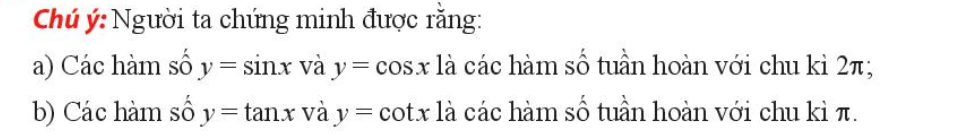 Chú ý: Người ta chứng minh được rằng:
a) Các hàm số y = sinx và y = cosx là các hàm số tuần hoàn với chu kì 2π;
b) Các hàm số y = tanx và y = cotx là các hàm số tuần hoàn với chu kì π.